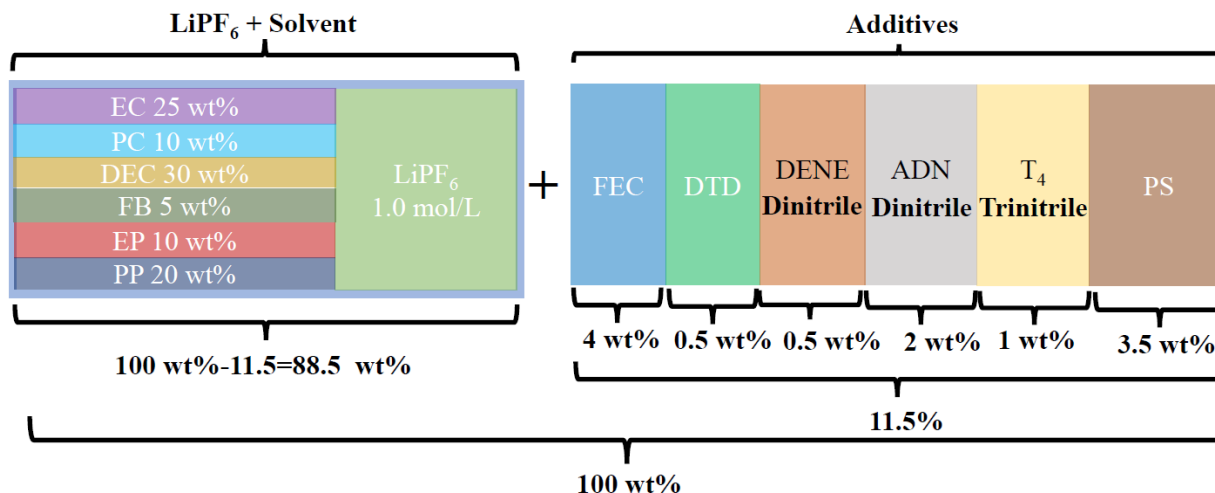 LiPF₆ + Solvent
Additives
EC 25 wt%
PC 10 wt%
DEC 30 wt%
FB 5 wt%
EP 10 wt%
PP 20 wt%
LiPF₆
1.0 mol/L
+
FEC
DTD
DENE
Dinitrile
ADN
Dinitrile
T₄
Trinitrile
PS
4 wt%
0.5 wt%
0.5 wt%
2 wt%
1 wt%
3.5 wt%
100 wt%-11.5=88.5 wt%
11.5%
100 wt%